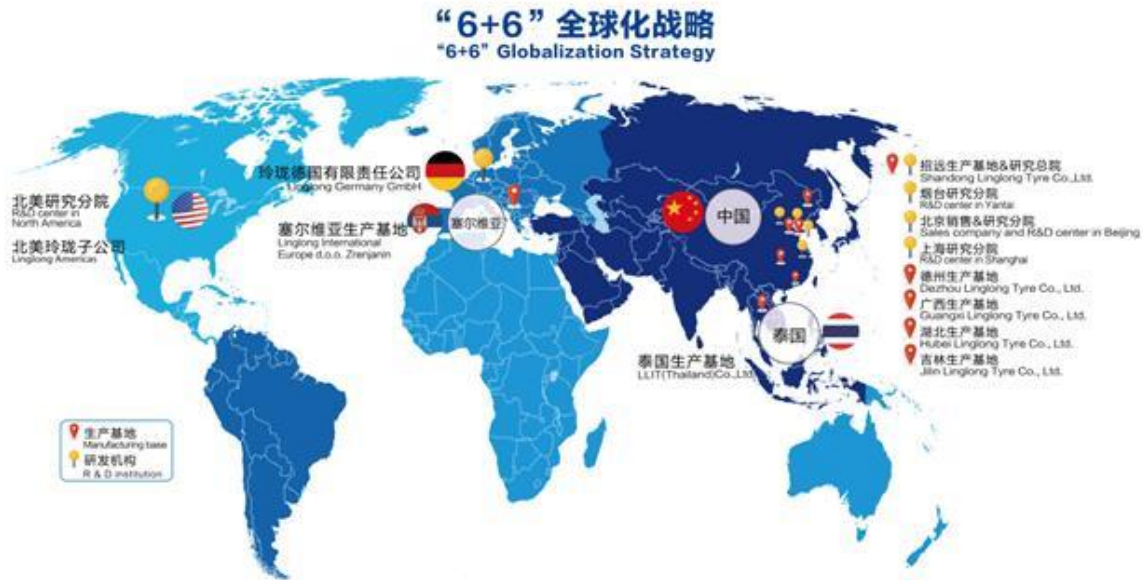 “6+6”全球化战略
“6+6” Globalization Strategy
北美研究分院
R&D center in
North America
北美玲珑子公司
Linglong Americas
玲珑德国有限责任公司
Linglong Germany GmbH
塞尔维亚生产基地
Linglong International
Europe d.o.o. Zrenjanin
塞尔维亚
中国
泰国
泰国生产基地
LLIT(Thailand)Co.,Ltd.
招远生产基地&研究总院
Shandong Linglong Tyre Co.,Ltd.
烟台研究分院
R&D center in Yantai
北京销售&研究分院
Sales company and R&D center in Beijing
上海研究分院
R&D center in Shanghai
德州生产基地
Dezhou Linglong Tyre Co., Ltd.
广西生产基地
Guangxi Linglong Tyre Co., Ltd.
湖北生产基地
Hubei Linglong Tyre Co., Ltd.
吉林生产基地
Jilin Linglong Tyre Co., Ltd.
生产基地
Manufacturing base
研发机构
R & D institution